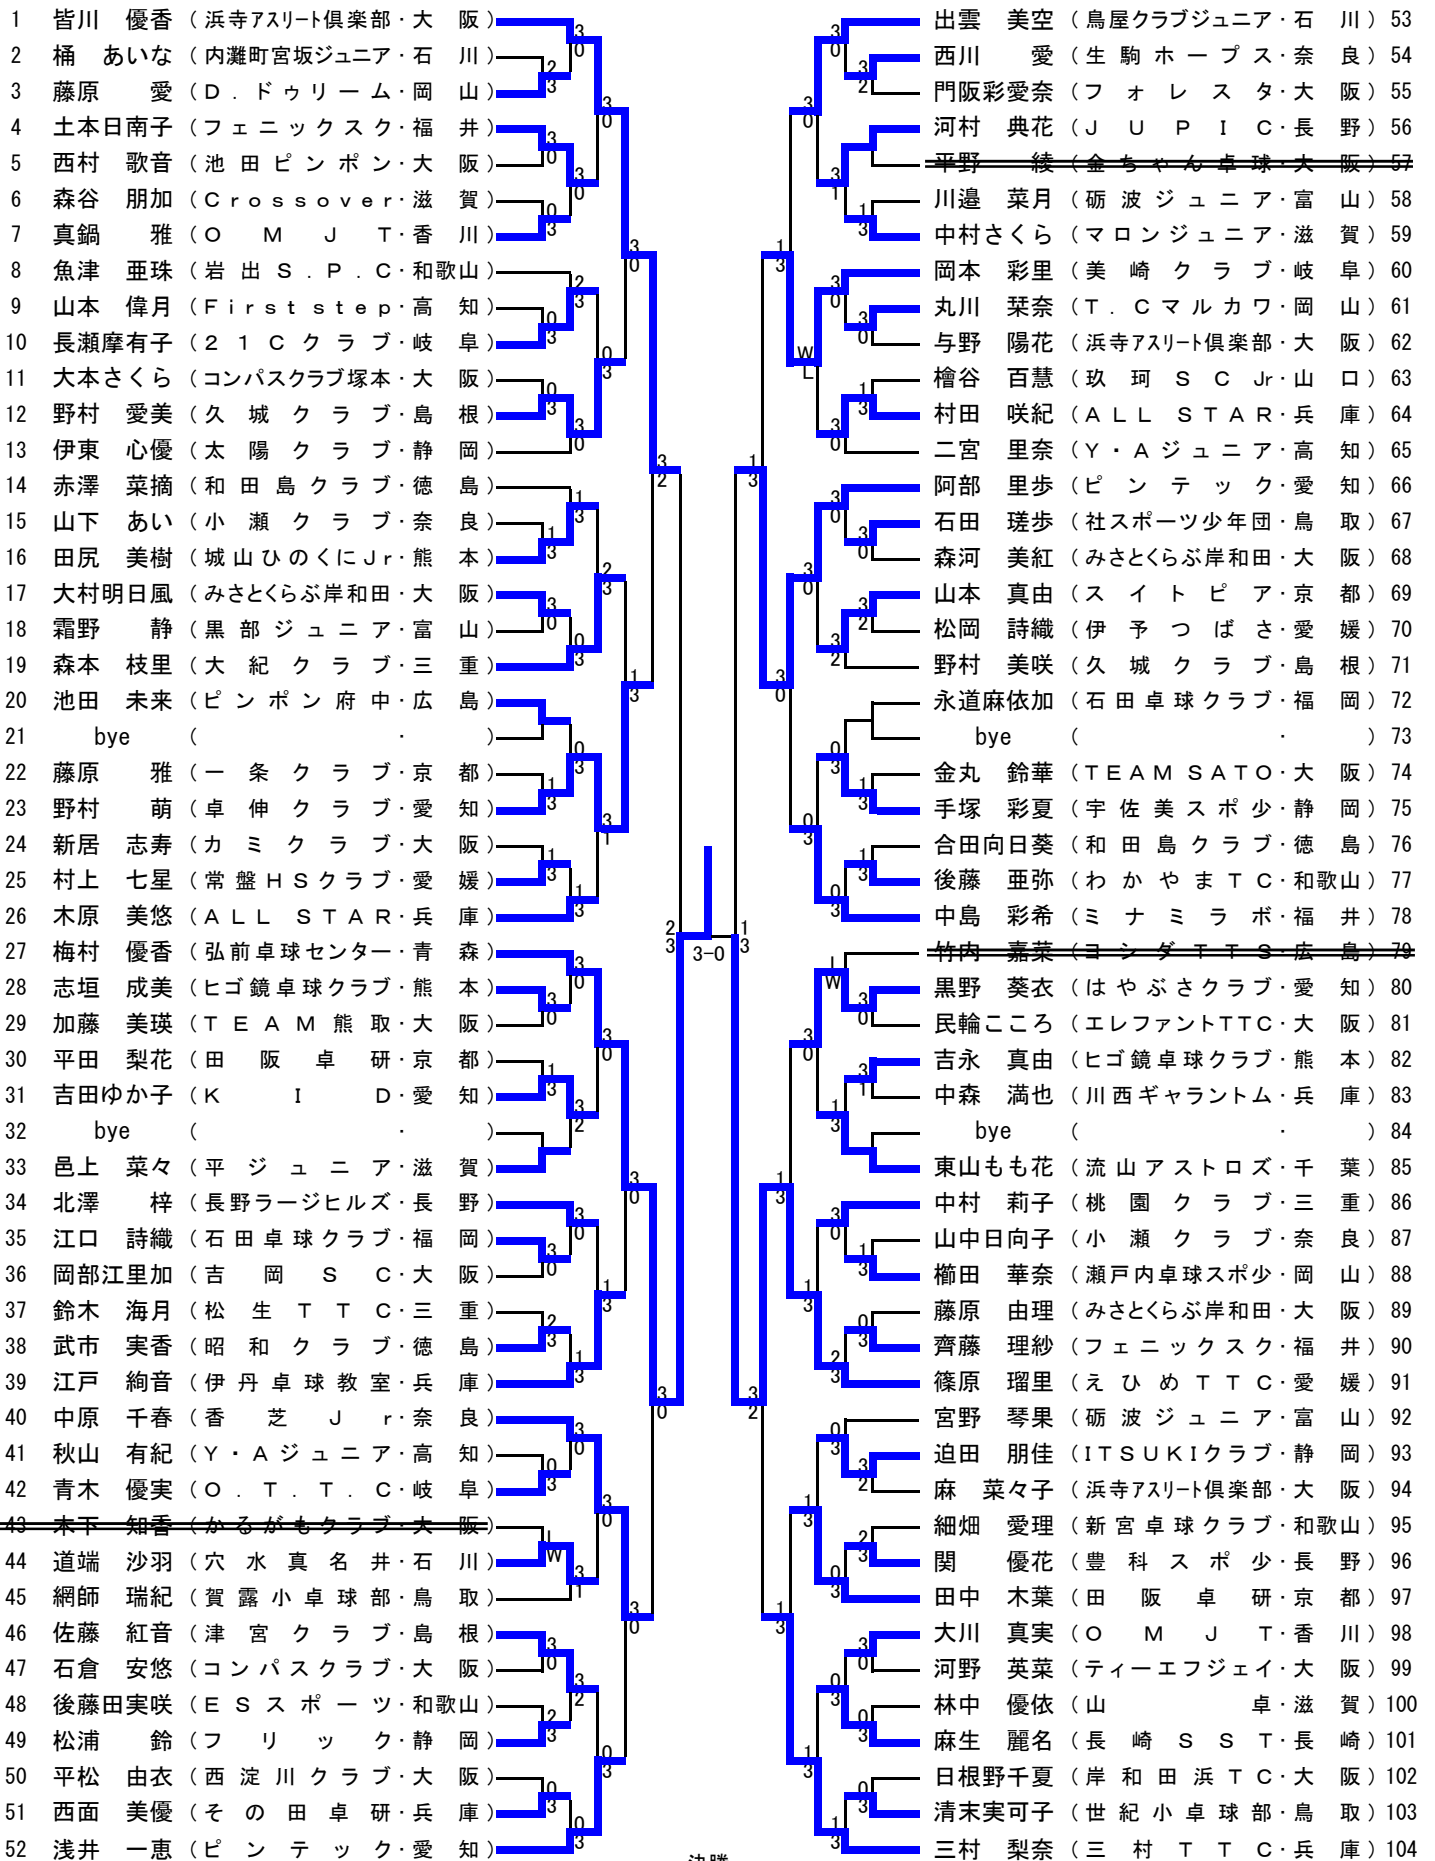 1 皆川　優香 (浜寺アスリート倶楽部・大　阪)
2 桶　あいな (内灘町宮坂ジュニア・石　川)
3 藤原　　愛 (Ｄ．ドゥリーム・岡　山)
4 土本日南子 (フェニックスク・福　井)
5 西村　歌音 (池田ピンポン・大　阪)
6 森谷　朋加 (Ｃｒｏｓｓｏｖｅｒ・滋　賀)
7 真鍋　　雅 (Ｏ　Ｍ　Ｊ　Ｔ・香　川)
8 魚津　亜珠 (岩出Ｓ．Ｐ．Ｃ・和歌山)
9 山本　偉月 (Ｆｉｒｓｔ ｓｔｅｐ・高　知)
10 長瀬摩有子 (２１Ｃクラブ・岐　阜)
11 大本さくら (コンパスクラブ塚本・大　阪)
12 野村　愛美 (久城クラブ・島　根)
13 伊東　心優 (太陽クラブ・静　岡)
14 赤澤　菜摘 (和田島クラブ・徳　島)
15 山下　あい (小瀬クラブ・奈　良)
16 田尻　美樹 (城山ひのくにＪｒ・熊　本)
17 大村明日風 (みさとくらぶ岸和田・大　阪)
18 霜野　　静 (黒部ジュニア・富　山)
19 森本　枝里 (大紀クラブ・三　重)
20 池田　未来 (ピンポン府中・広　島)
21 bye (　　・　　)
22 藤原　　雅 (一条クラブ・京　都)
23 野村　　萌 (卓伸クラブ・愛　知)
24 新居　志寿 (カミクラブ・大　阪)
25 村上　七星 (常盤ＨＳクラブ・愛　媛)
26 木原　美悠 (ＡＬＬ　ＳＴＡＲ・兵　庫)
27 梅村　優香 (弘前卓球センター・青　森)
28 志垣　成美 (ヒゴ鏡卓球クラブ・熊　本)
29 加藤　美瑛 (ＴＥＡＭ熊取・大　阪)
30 平田　梨花 (田阪卓研・京　都)
31 吉田ゆか子 (Ｋ　Ｉ　Ｄ・愛　知)
32 bye (　　・　　)
33 邑上　菜々 (平ジュニア・滋　賀)
34 北澤　　梓 (長野ラージヒルズ・長　野)
35 江口　詩織 (石田卓球クラブ・福　岡)
36 岡部江里加 (吉岡ＳＣ・大　阪)
37 鈴木　海月 (松生ＴＴＣ・三　重)
38 武市　実香 (昭和クラブ・徳　島)
39 江戸　絢音 (伊丹卓球教室・兵　庫)
40 中原　千春 (香芝Ｊｒ・奈　良)
41 秋山　有紀 (Ｙ・Ａジュニア・高　知)
42 青木　優実 (Ｏ．Ｔ．Ｔ．Ｃ・岐　阜)
43 木下　知香 (かるがもクラブ・大　阪)
44 道端　沙羽 (穴水真名井・石　川)
45 網師　瑞紀 (賀露小卓球部・鳥　取)
46 佐藤　紅音 (津宮クラブ・島　根)
47 石倉　安悠 (コンパスクラブ・大　阪)
48 後藤田実咲 (ＥＳスポーツ・和歌山)
49 松浦　　鈴 (フリック・静　岡)
50 平松　由衣 (西淀川クラブ・大　阪)
51 西面　美優 (その田卓研・兵　庫)
52 浅井　一恵 (ピンテック・愛　知)
3-0
決勝
出雲　美空 (鳥屋クラブジュニア・石　川) 53
西川　　愛 (生駒ホープス・奈　良) 54
門阪彩愛奈 (フォレスタ・大　阪) 55
河村　典花 (ＪＵＰＩＣ・長　野) 56
平野　　綾 (金ちゃん卓球・大　阪) 57
川邉　菜月 (砺波ジュニア・富　山) 58
中村さくら (マロンジュニア・滋　賀) 59
岡本　彩里 (美崎クラブ・岐　阜) 60
丸川　栞奈 (Ｔ．Ｃマルカワ・岡　山) 61
与野　陽花 (浜寺アスリート倶楽部・大　阪) 62
檜谷　百慧 (玖珂ＳＣ Jr・山　口) 63
村田　咲紀 (ＡＬＬ　ＳＴＡＲ・兵　庫) 64
二宮　里奈 (Ｙ・Ａジュニア・高　知) 65
阿部　里歩 (ピンテック・愛　知) 66
石田　瑳歩 (社スポーツ少年団・鳥　取) 67
森河　美紅 (みさとくらぶ岸和田・大　阪) 68
山本　真由 (スイトピア・京　都) 69
松岡　詩織 (伊予つばさ・愛　媛) 70
野村　美咲 (久城クラブ・島　根) 71
永道麻依加 (石田卓球クラブ・福　岡) 72
bye (　　・　　) 73
金丸　鈴華 (ＴＥＡＭ ＳＡＴＯ・大　阪) 74
手塚　彩夏 (宇佐美スポ少・静　岡) 75
合田向日葵 (和田島クラブ・徳　島) 76
後藤　亜弥 (わかやまＴＣ・和歌山) 77
中島　彩希 (ミナミラボ・福　井) 78
竹内　嘉菜 (ヨシダＴＴＳ・広　島) 79
黒野　葵衣 (はやぶさクラブ・愛　知) 80
民輪こころ (エレファントTTC・大　阪) 81
吉永　真由 (ヒゴ鏡卓球クラブ・熊　本) 82
中森　満也 (川西ギャラントム・兵　庫) 83
bye (　　・　　) 84
東山もも花 (流山アストロズ・千　葉) 85
中村　莉子 (桃園クラブ・三　重) 86
山中日向子 (小瀬クラブ・奈　良) 87
櫛田　華奈 (瀬戸内卓球スポ少・岡　山) 88
藤原　由理 (みさとくらぶ岸和田・大　阪) 89
齊藤　理紗 (フェニックスク・福　井) 90
篠原　瑠里 (えひめＴＴＣ・愛　媛) 91
宮野　琴果 (砺波ジュニア・富　山) 92
迫田　朋佳 (ＩＴＳＵＫＩクラブ・静　岡) 93
麻　菜々子 (浜寺アスリート倶楽部・大　阪) 94
細畑　愛理 (新宮卓球クラブ・和歌山) 95
関　　優花 (豊科スポ少・長　野) 96
田中　木葉 (田阪卓研・京　都) 97
大川　真実 (Ｏ　Ｍ　Ｊ　Ｔ・香　川) 98
河野　英菜 (ティーエフジェイ・大　阪) 99
林中　優依 (山　卓・滋　賀) 100
麻生　麗名 (長崎ＳＳＴ・長　崎) 101
日根野千夏 (岸和田浜ＴＣ・大　阪) 102
清末実可子 (世紀小卓球部・鳥　取) 103
三村　梨奈 (三村ＴＴＣ・兵　庫) 104